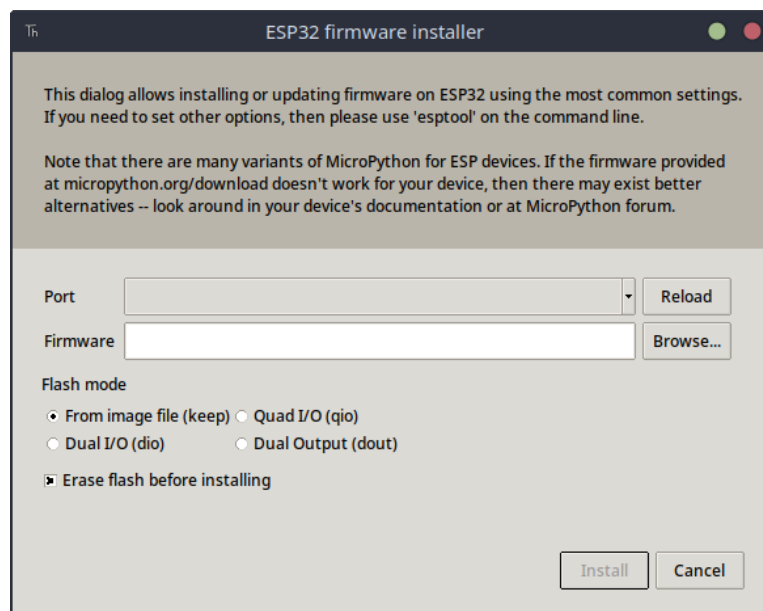 Th
ESP32 firmware installer
This dialog allows installing or updating firmware on ESP32 using the most common settings.
If you need to set other options, then please use 'esptool' on the command line.
Note that there are many variants of MicroPython for ESP devices. If the firmware provided
at micropython.org/download doesn't work for your device, then there may exist better
alternatives -- look around in your device's documentation or at MicroPython forum.
Port
Reload
Firmware
Browse...
Flash mode
From image file (keep)
Quad I/O (qio)
Dual I/O (dio)
Dual Output (dout)
Erase flash before installing
Install
Cancel